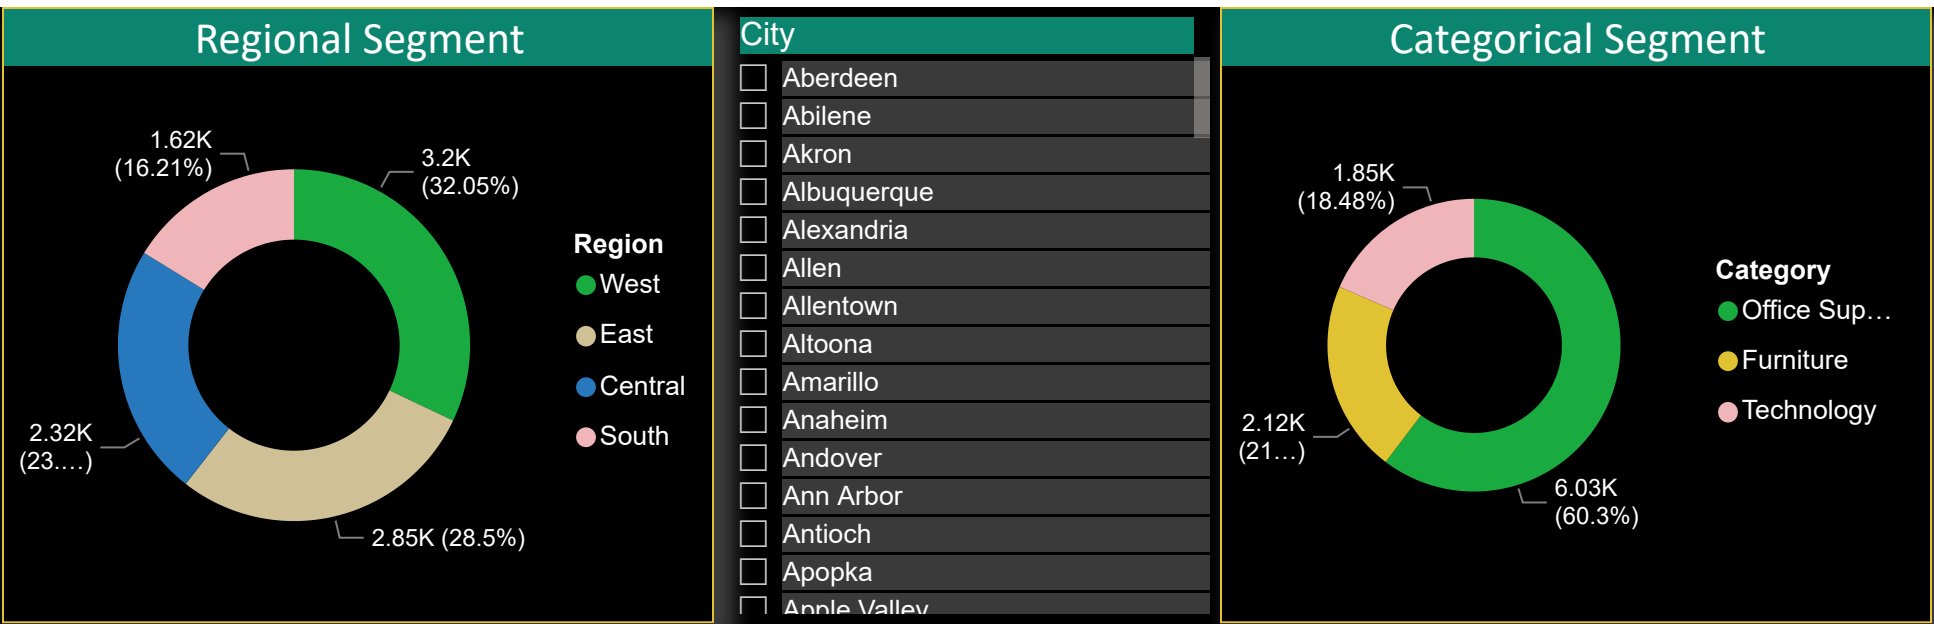 Regional Segment
1.62K
(16.21%)
3.2K
(32.05%)
2.32K
(23.…)
2.85K (28.5%)
Region
West
East
Central
South
City
Aberdeen
Abilene
Akron
Albuquerque
Alexandria
Allen
Allentown
Altoona
Amarillo
Anaheim
Andover
Ann Arbor
Antioch
Apopka
Apple Valley
Categorical Segment
1.85K
(18.48%)
2.12K
(21…)
6.03K
(60.3%)
Category
Office Sup…
Furniture
Technology